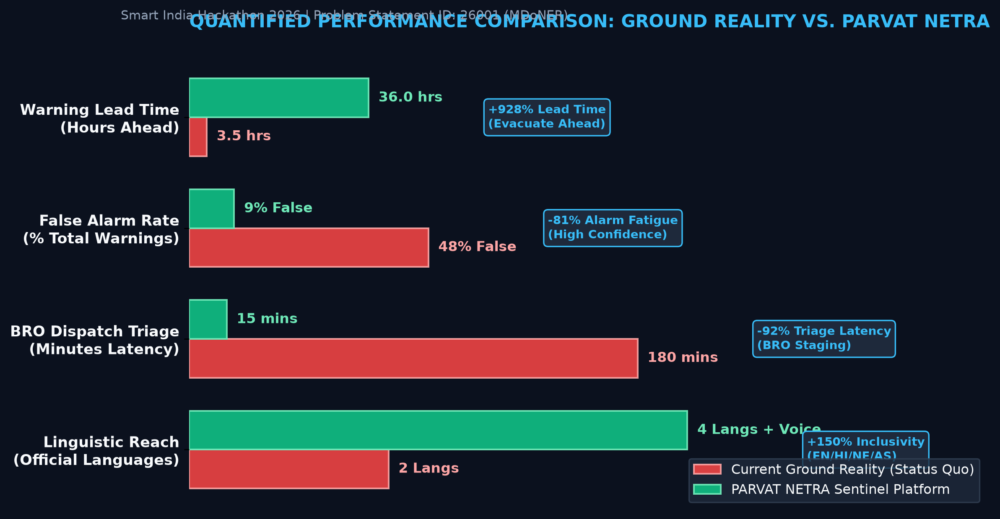 Smart India Hackathon 2026 | Problem Statement ID: 26001 (MDoNER)
QUANTIFIED PERFORMANCE COMPARISON: GROUND REALITY VS. PARVAT NETRA
Warning Lead Time
(Hours Ahead)
36.0 hrs
3.5 hrs
+928% Lead Time
(Evacuate Ahead)
False Alarm Rate
(% Total Warnings)
9% False
48% False
-81% Alarm Fatigue
(High Confidence)
BRO Dispatch Triage
(Minutes Latency)
15 mins
180 mins
-92% Triage Latency
(BRO Staging)
Linguistic Reach
(Official Languages)
4 Langs + Voice
2 Langs
+150% Inclusivity
(EN/HI/NE/AS)
Current Ground Reality (Status Quo)
PARVAT NETRA Sentinel Platform